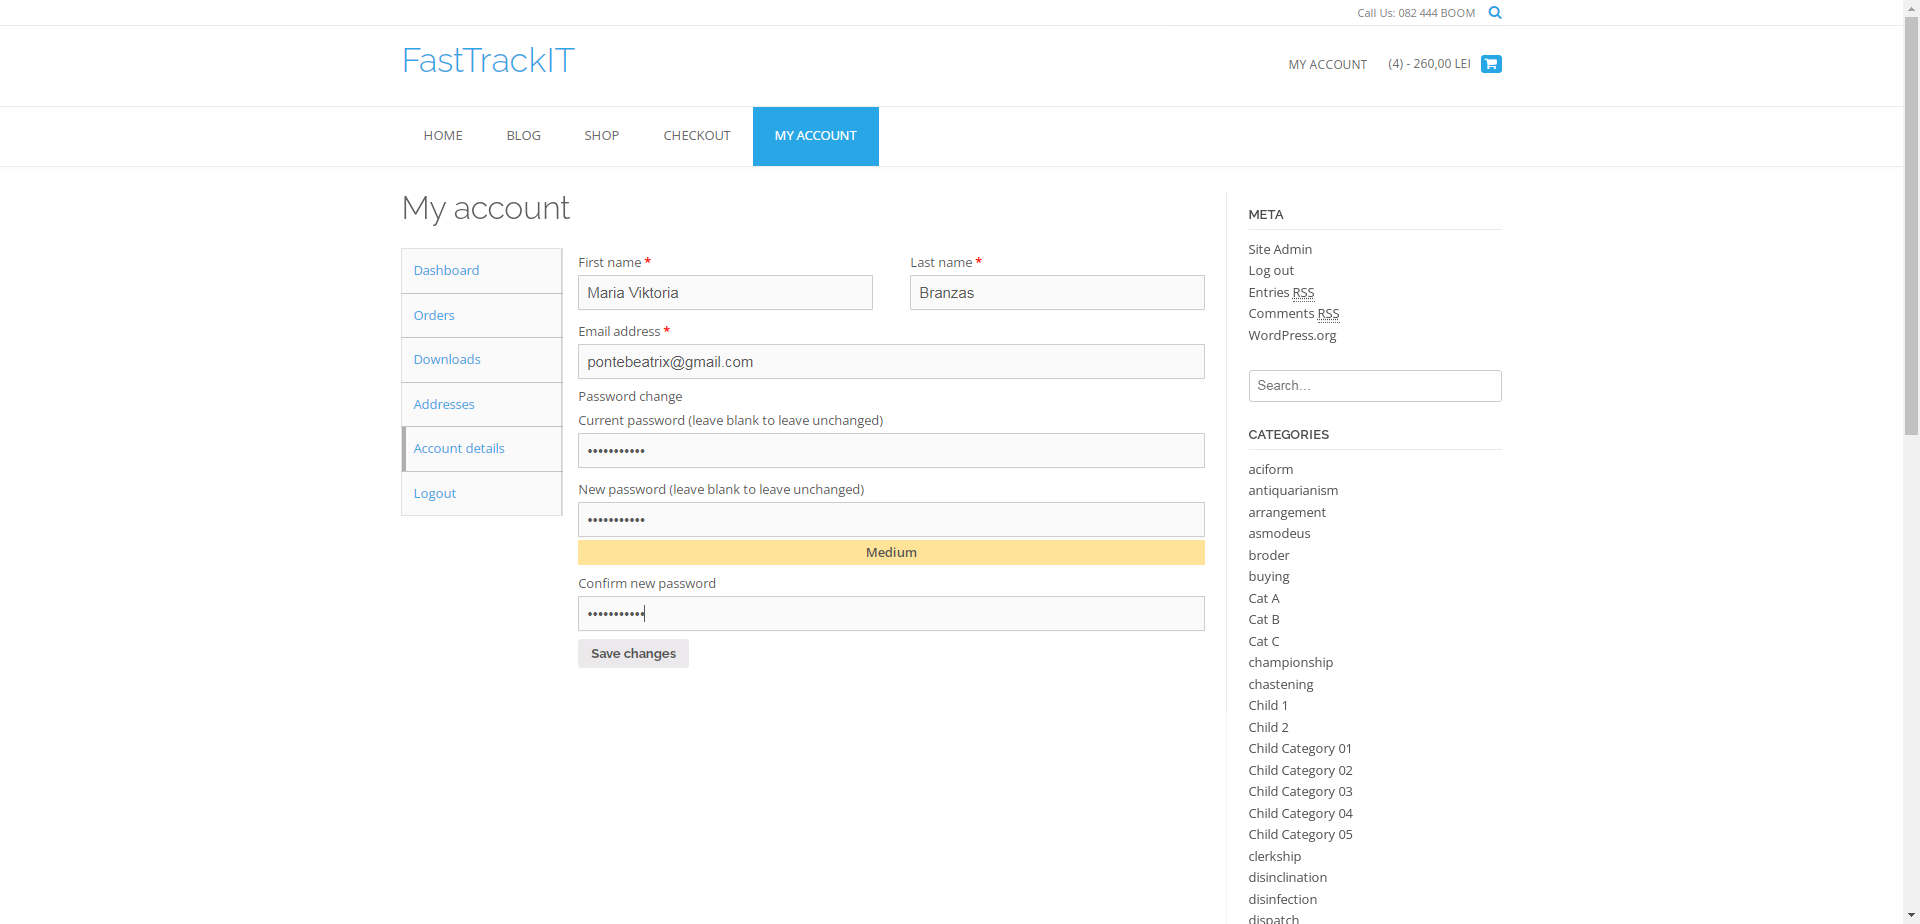 Call Us: 082 444 BOOM
FastTrackIT
MY ACCOUNT (4) - 260,00 LEI
HOME BLOG SHOP CHECKOUT MY ACCOUNT
My account
Dashboard
Orders
Downloads
Addresses
Account details
Logout
First name * Last name *
Maria Viktoria Branzas
Email address *
pontebeatrix@gmail.com
Password change
Current password (leave blank to leave unchanged)
•••••••••••
New password (leave blank to leave unchanged)
•••••••••••
Medium
Confirm new password
•••••••••••
Save changes
META
Site Admin
Log out
Entries RSS
Comments RSS
WordPress.org
Search...
CATEGORIES
aciform
antiquarianism
arrangement
asmodeus
broder
buying
Cat A
Cat B
Cat C
championship
chastening
Child 1
Child 2
Child Category 01
Child Category 02
Child Category 03
Child Category 04
Child Category 05
clerkship
disinclination
disinfection
dispatch